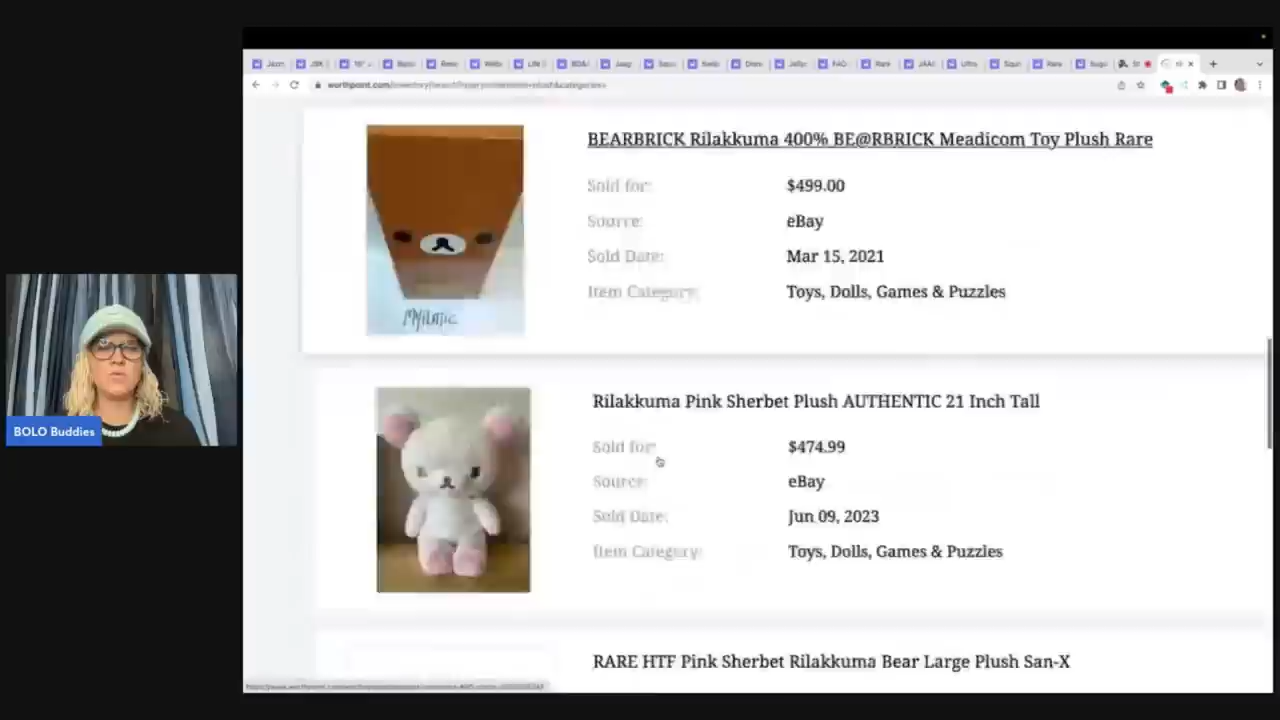 worthpoint.com
BEARBRICK Rilakkuma 400% BE@RBRICK Meadicom Toy Plush Rare
Sold for: $499.00
Source: eBay
Sold Date: Mar 15, 2021
Item Category: Toys, Dolls, Games & Puzzles
Rilakkuma Pink Sherbet Plush AUTHENTIC 21 Inch Tall
Sold for: $474.99
Source: eBay
Sold Date: Jun 09, 2023
Item Category: Toys, Dolls, Games & Puzzles
RARE HTF Pink Sherbet Rilakkuma Bear Large Plush San-X
BOLO Buddies